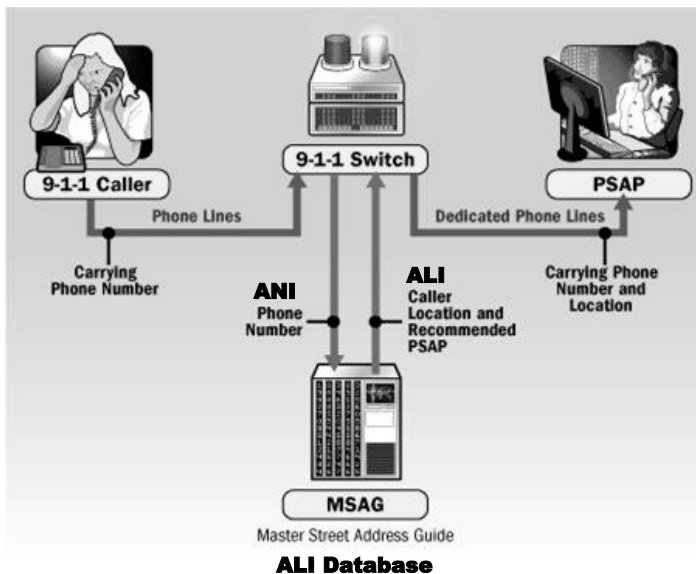 9-1-1 Caller
9-1-1 Switch
PSAP
Phone Lines
Dedicated Phone Lines
Carrying
Phone Number
ANI
Phone
Number
ALI
Caller
Location and
Recommended
PSAP
Carrying Phone
Number and
Location
MSAG
Master Street Address Guide
ALI Database